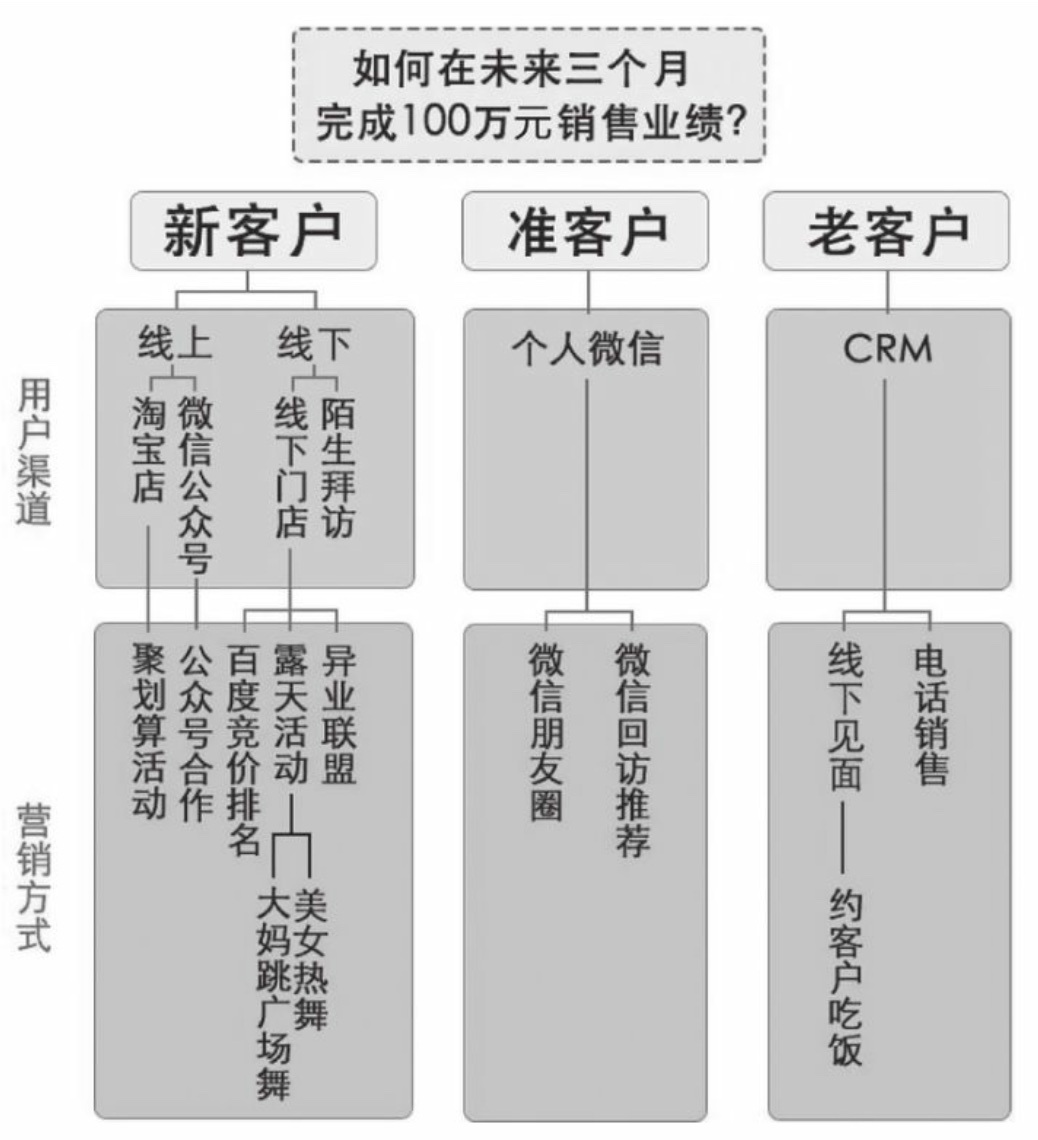 如何在未来三个月
完成100万元销售业绩?
新客户
准客户
老客户
用户渠道
线上
线下
淘宝店
微信公众号
线下门店
陌生拜访
个人微信
CRM
营销方式
聚划算活动
公众号合作
百度竞价排名
露天活动
异业联盟
大妈跳广场舞
美女热舞
微信朋友圈
微信回访推荐
线下见面
电话销售
约客户吃饭